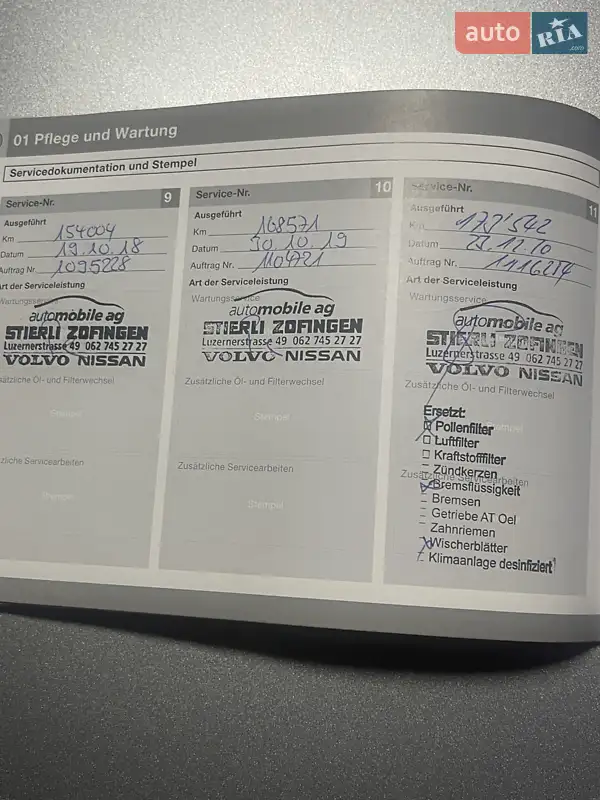 auto RIA .com
01 Pflege und Wartung
Servicedokumentation und Stempel
Service-Nr. 9
Ausgeführt
Km 154004
Datum 19.10.18
Auftrag Nr. 1095228
Art der Serviceleistung
Wartungsservice
automobile ag
STIERLI ZOFINGEN
Luzernerstrasse 49 062 745 27 27
VOLVO NISSAN
Zusätzliche Öl- und Filterwechsel
Stempel
Zusätzliche Servicearbeiten
Stempel
Service-Nr. 10
Ausgeführt
Km 168571
Datum 30.10.19
Auftrag Nr. 1104721
Art der Serviceleistung
Wartungsservice
automobile ag
STIERLI ZOFINGEN
Luzernerstrasse 49 062 745 27 27
VOLVO NISSAN
Zusätzliche Öl- und Filterwechsel
Stempel
Zusätzliche Servicearbeiten
Stempel
Service-Nr. 11
Ausgeführt
Km 173'542
Datum
Auftrag Nr.
Art der Serviceleistung
Wartungsservice
automobile ag
STIERLI ZOFINGEN
Luzernerstrasse 49 062 745 27 27
VOLVO NISSAN
Zusätzliche Öl- und Filterwechsel
Ersetzt:
Pollenfilter
Stempel
Luftfilter
Kraftstofffilter
Zündkerzen
Zusätzliche Servicearbeiten
Bremsflüssigkeit
Bremsen
Getriebe AT Oel
Zahnriemen
Wischerblätter
Klimaanlage desinfiziert